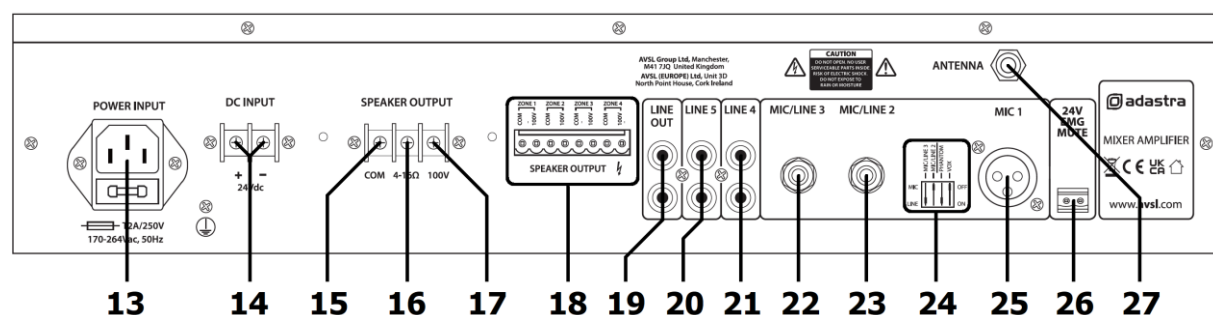 POWER INPUT
T2A/250V
170-264Vac, 50Hz
DC INPUT
+ −
24Vdc
SPEAKER OUTPUT
COM 4-16Ω 100V
ZONE 1 ZONE 2 ZONE 3 ZONE 4
COM 100V COM 100V COM 100V COM 100V
SPEAKER OUTPUT
AVSL Group Ltd, Manchester,
M41 7JQ United Kingdom
AVSL (EUROPE) Ltd, Unit 3D
North Point House, Cork Ireland
LINE
OUT
LINE 5
LINE 4
CAUTION
DO NOT OPEN. NO USER
SERVICEABLE PARTS INSIDE
RISK OF ELECTRIC SHOCK.
DO NOT EXPOSE TO
RAIN OR MOISTURE
ANTENNA
MIC/LINE 3
MIC/LINE 2
MIC/LINE 3
MIC/LINE 2
PHANTOM
VOX
MIC OFF
LINE ON
MIC 1
24V
EMG
MUTE
adastra
MIXER AMPLIFIER
CE UK
CA
www.avsl.com
13 14 15 16 17 18 19 20 21 22 23 24 25 26 27